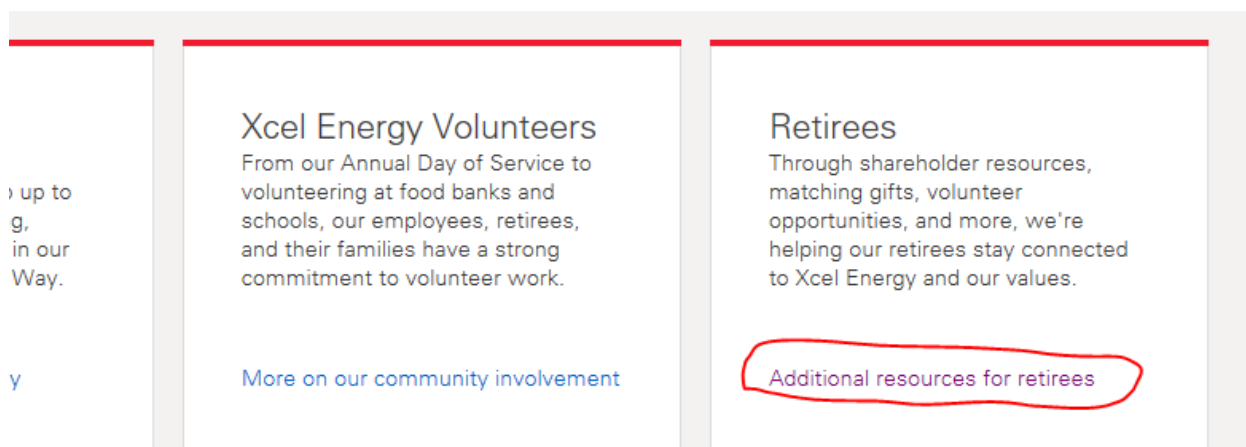 up to
g,
in our
Way.
y
Xcel Energy Volunteers
From our Annual Day of Service to
volunteering at food banks and
schools, our employees, retirees,
and their families have a strong
commitment to volunteer work.
More on our community involvement
Retirees
Through shareholder resources,
matching gifts, volunteer
opportunities, and more, we're
helping our retirees stay connected
to Xcel Energy and our values.
Additional resources for retirees